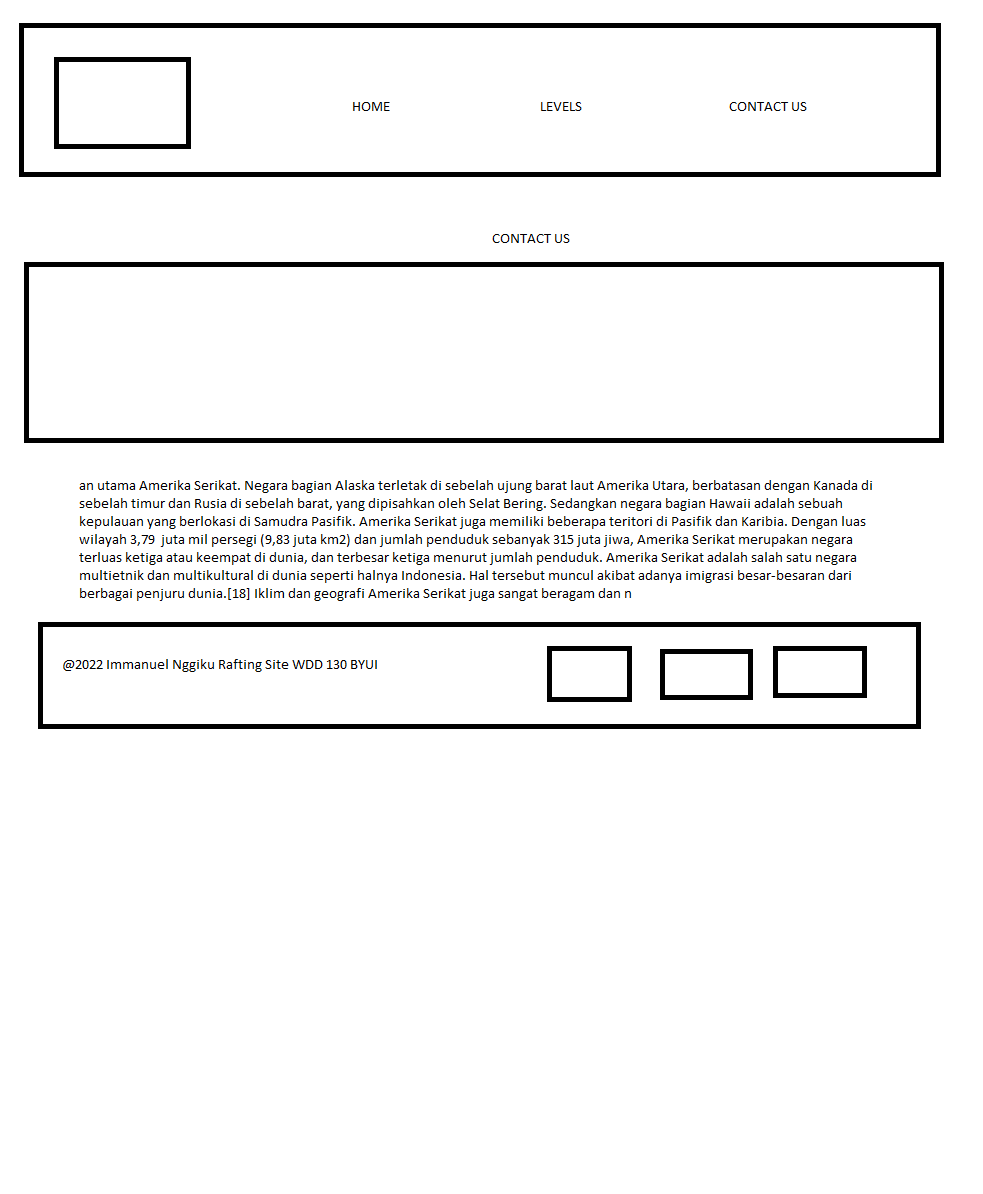 HOME LEVELS CONTACT US
CONTACT US
an utama Amerika Serikat. Negara bagian Alaska terletak di sebelah ujung barat laut Amerika Utara, berbatasan dengan Kanada di
sebelah timur dan Rusia di sebelah barat, yang dipisahkan oleh Selat Bering. Sedangkan negara bagian Hawaii adalah sebuah
kepulauan yang berlokasi di Samudra Pasifik. Amerika Serikat juga memiliki beberapa teritori di Pasifik dan Karibia. Dengan luas
wilayah 3,79  juta mil persegi (9,83 juta km2) dan jumlah penduduk sebanyak 315 juta jiwa, Amerika Serikat merupakan negara
terluas ketiga atau keempat di dunia, dan terbesar ketiga menurut jumlah penduduk. Amerika Serikat adalah salah satu negara
multietnik dan multikultural di dunia seperti halnya Indonesia. Hal tersebut muncul akibat adanya imigrasi besar-besaran dari
berbagai penjuru dunia.[18] Iklim dan geografi Amerika Serikat juga sangat beragam dan n
@2022 Immanuel Nggiku Rafting Site WDD 130 BYUI